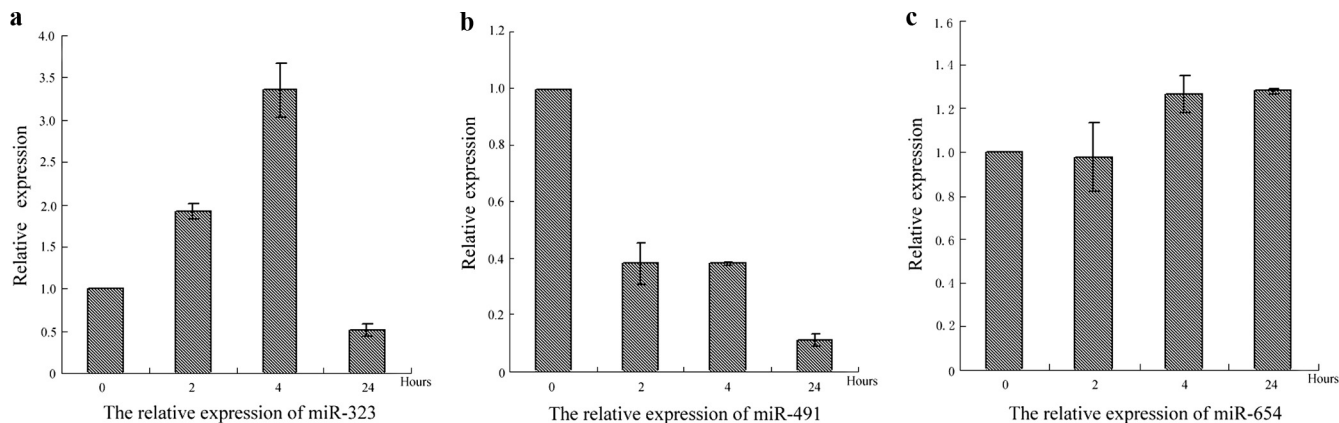 a
4.0
3.5
3.0
2.5
2.0
1.5
1.0
0.5
0
Relative expression
0 2 4 24 Hours
The relative expression of miR-323
b
1.2
1.0
0.8
0.6
0.4
0.2
0
Relative expression
0 2 4 24 Hours
The relative expression of miR-491
c
1.6
1.4
1.2
1.0
0.8
0.6
0.4
0.2
0
Relative expression
0 2 4 24 Hours
The relative expression of miR-654